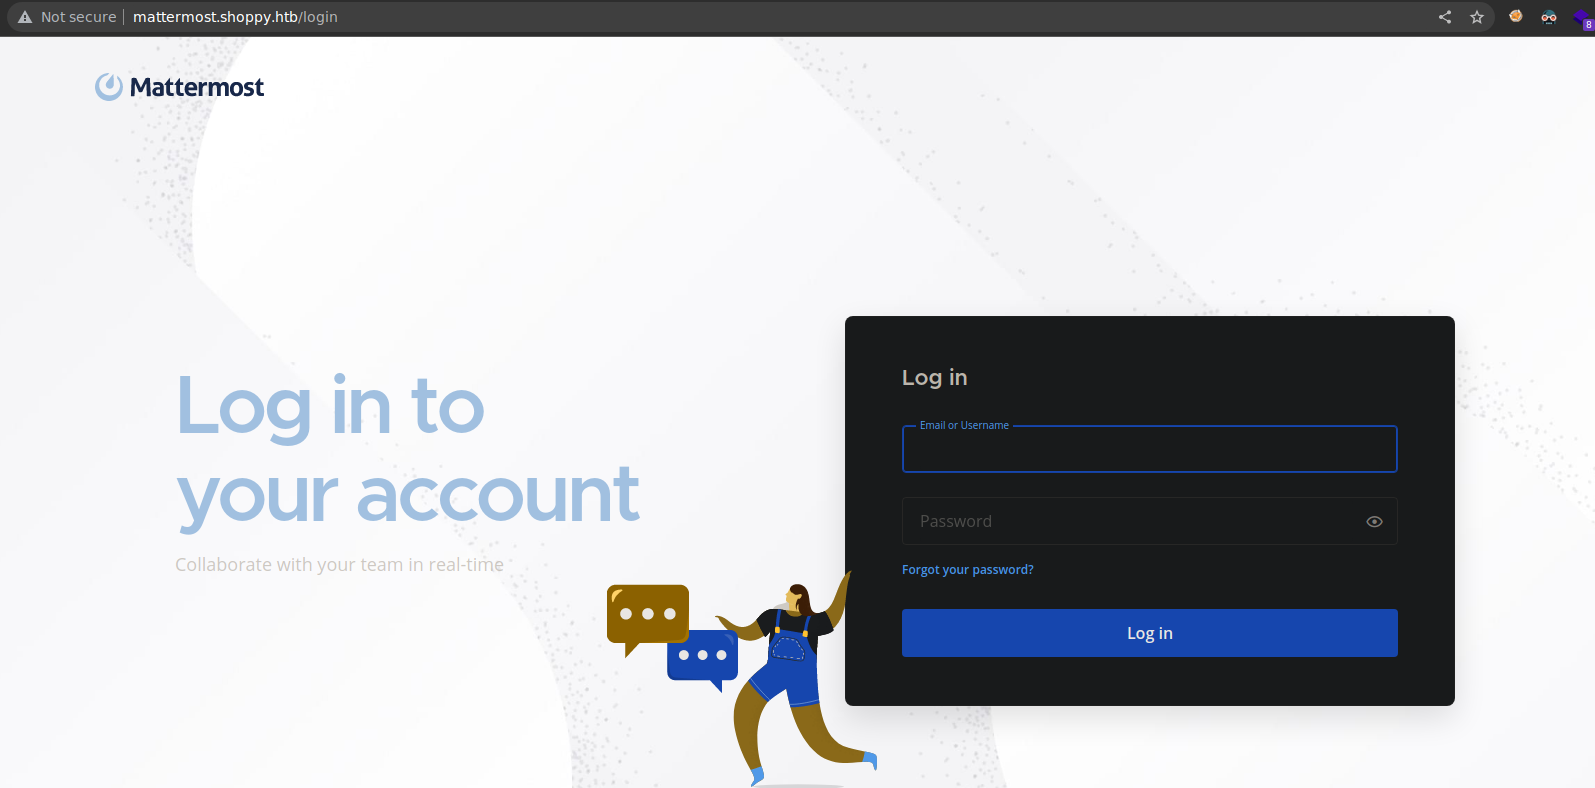 Not secure mattermost.shoppy.htb/login
8
Mattermost
Log in to
your account
Collaborate with your team in real-time
Log in
Email or Username
Password
Forgot your password?
Log in